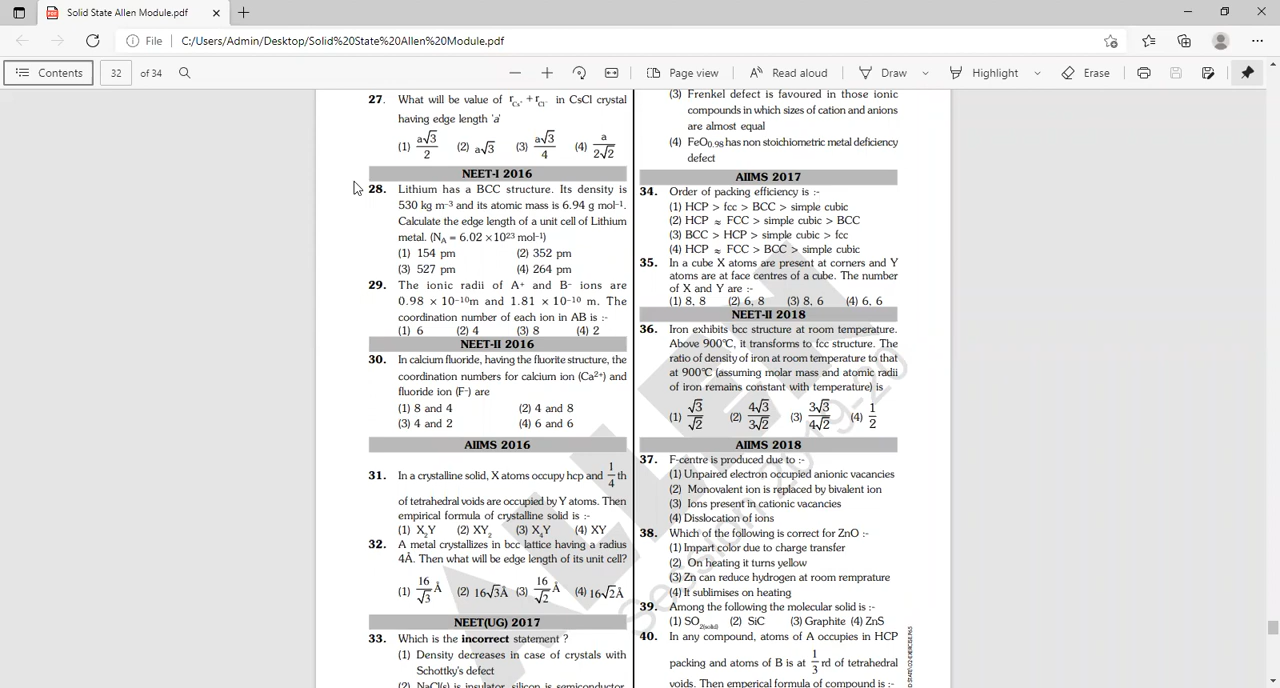 Solid State Allen Module.pdf
File C:/Users/Admin/Desktop/Solid%20State%20Allen%20Module.pdf
Contents 32 of 34 Page view Read aloud Draw Highlight Erase
27. What will be value of r_Cs⁺ + r_Cl⁻ in CsCl crystal
having edge length 'a'
(1) a√3/2 (2) a√3 (3) a√3/4 (4) a/2√2
NEET-I 2016
28. Lithium has a BCC structure. Its density is
530 kg m⁻³ and its atomic mass is 6.94 g mol⁻¹.
Calculate the edge length of a unit cell of Lithium
metal. (N_A = 6.02 ×10²³ mol⁻¹)
(1) 154 pm (2) 352 pm
(3) 527 pm (4) 264 pm
29. The ionic radii of A⁺ and B⁻ ions are
0.98 × 10⁻¹⁰m and 1.81 × 10⁻¹⁰ m. The
coordination number of each ion in AB is :-
(1) 6 (2) 4 (3) 8 (4) 2
NEET-II 2016
30. In calcium fluoride, having the fluorite structure, the
coordination numbers for calcium ion (Ca²⁺) and
fluoride ion (F⁻) are
(1) 8 and 4 (2) 4 and 8
(3) 4 and 2 (4) 6 and 6
AIIMS 2016
31. In a crystalline solid, X atoms occupy hcp and 1/4 th
of tetrahedral voids are occupied by Y atoms. Then
empirical formula of crystalline solid is :-
(1) X₂Y (2) XY₂ (3) X₄Y (4) XY
32. A metal crystallizes in bcc lattice having a radius
4Å. Then what will be edge length of its unit cell?
(1) 16/√3 Å (2) 16√3Å (3) 16/√2 Å (4) 16√2Å
NEET(UG) 2017
33. Which is the incorrect statement ?
(1) Density decreases in case of crystals with
Schottky's defect
(2) NaCl(s) is insulator, silicon is semiconductor,
(3) Frenkel defect is favoured in those ionic
compounds in which sizes of cation and anions
are almost equal
(4) FeO₀.₉₈ has non stoichiometric metal deficiency
defect
AIIMS 2017
34. Order of packing efficiency is :-
(1) HCP > fcc > BCC > simple cubic
(2) HCP ≈ FCC > simple cubic > BCC
(3) BCC > HCP > simple cubic > fcc
(4) HCP ≈ FCC > BCC > simple cubic
35. In a cube X atoms are present at corners and Y
atoms are at face centres of a cube. The number
of X and Y are :-
(1) 8, 8 (2) 6, 8 (3) 8, 6 (4) 6, 6
NEET-II 2018
36. Iron exhibits bcc structure at room temperature.
Above 900°C, it transforms to fcc structure. The
ratio of density of iron at room temperature to that
at 900°C (assuming molar mass and atomic radii
of iron remains constant with temperature) is
(1) √3/√2 (2) 4√3/3√2 (3) 3√3/4√2 (4) 1/2
AIIMS 2018
37. F-centre is produced due to :-
(1) Unpaired electron occupied anionic vacancies
(2) Monovalent ion is replaced by bivalent ion
(3) Ions present in cationic vacancies
(4) Disslocation of ions
38. Which of the following is correct for ZnO :-
(1) Impart color due to charge transfer
(2) On heating it turns yellow
(3) Zn can reduce hydrogen at room remprature
(4) It sublimises on heating
39. Among the following the molecular solid is :-
(1) SO₂(solid) (2) SiC (3) Graphite (4) ZnS
40. In any compound, atoms of A occupies in HCP
packing and atoms of B is at 1/3 rd of tetrahedral
voids. Then emperical formula of compound is :-
ALLEN
Session 2019-20